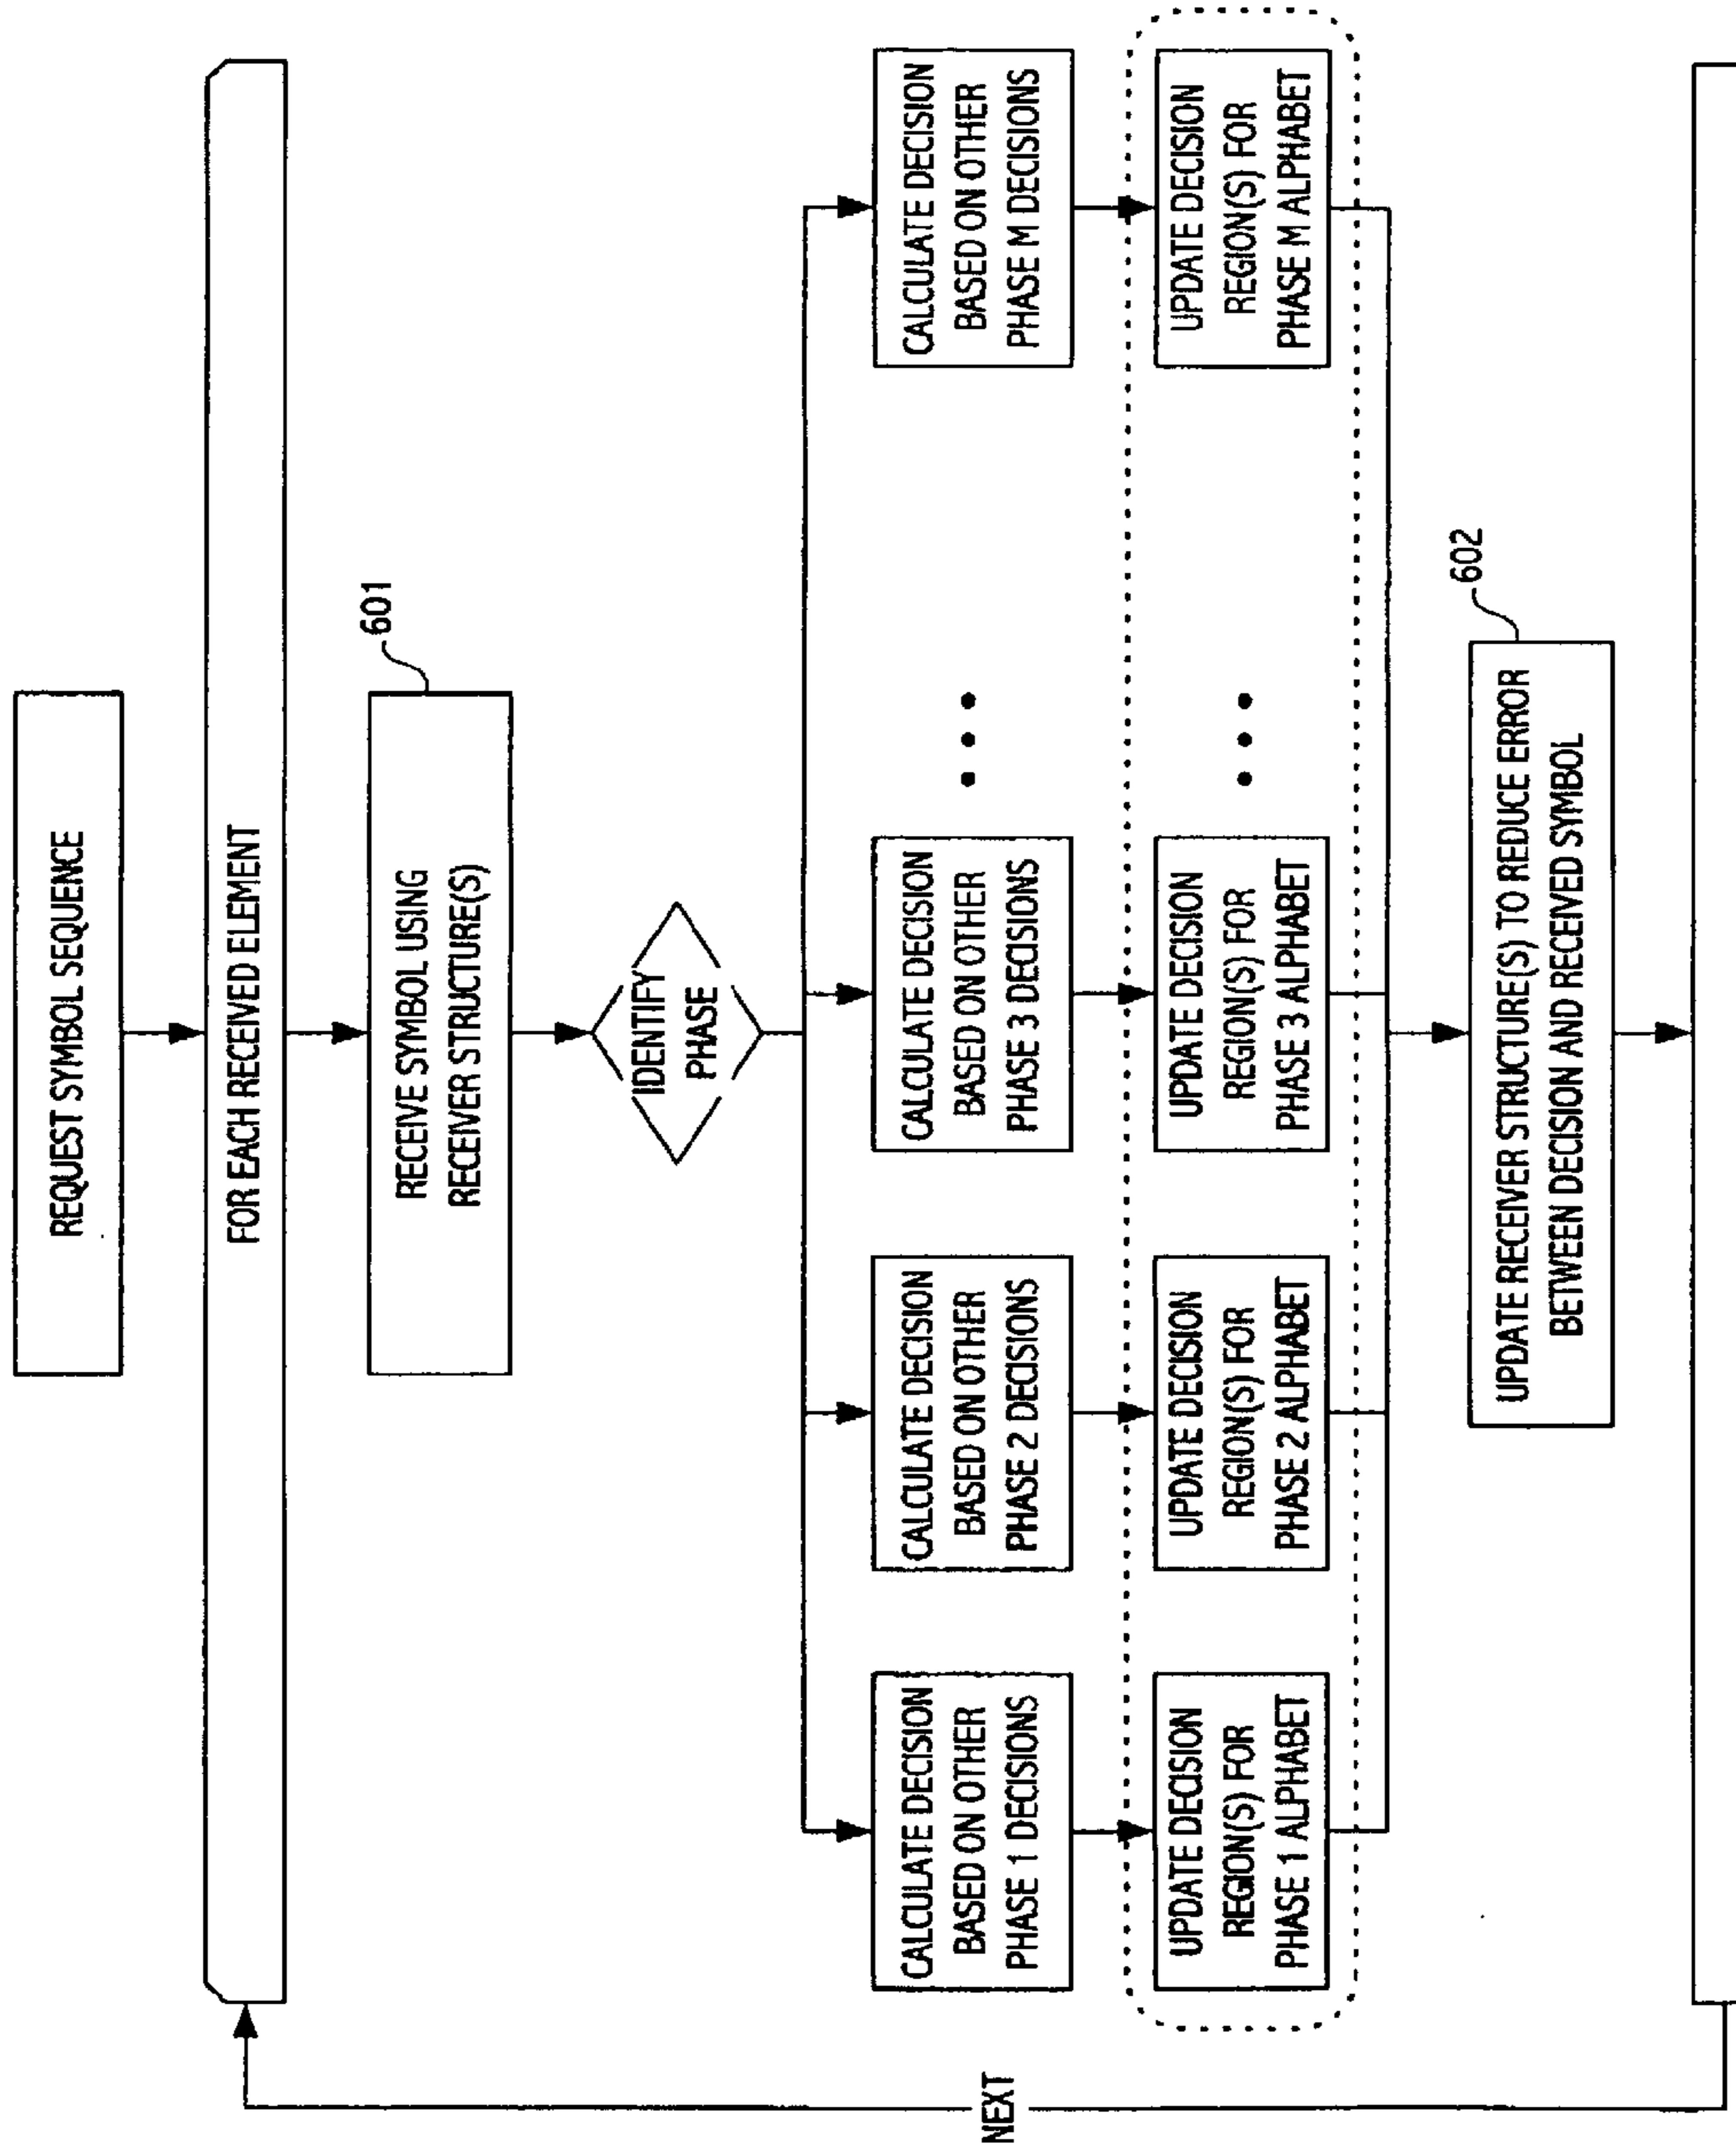 REQUEST SYMBOL SEQUENCE
FOR EACH RECEIVED ELEMENT
RECEIVE SYMBOL USING
RECEIVER STRUCTURE(S)
601
IDENTIFY
PHASE
CALCULATE DECISION
BASED ON OTHER
PHASE 1 DECISIONS
CALCULATE DECISION
BASED ON OTHER
PHASE 2 DECISIONS
CALCULATE DECISION
BASED ON OTHER
PHASE 3 DECISIONS
CALCULATE DECISION
BASED ON OTHER
PHASE M DECISIONS
UPDATE DECISION
REGION(S) FOR
PHASE 1 ALPHABET
UPDATE DECISION
REGION(S) FOR
PHASE 2 ALPHABET
UPDATE DECISION
REGION(S) FOR
PHASE 3 ALPHABET
UPDATE DECISION
REGION(S) FOR
PHASE M ALPHABET
NEXT
602
UPDATE RECEIVER STRUCTURE(S) TO REDUCE ERROR
BETWEEN DECISION AND RECEIVED SYMBOL